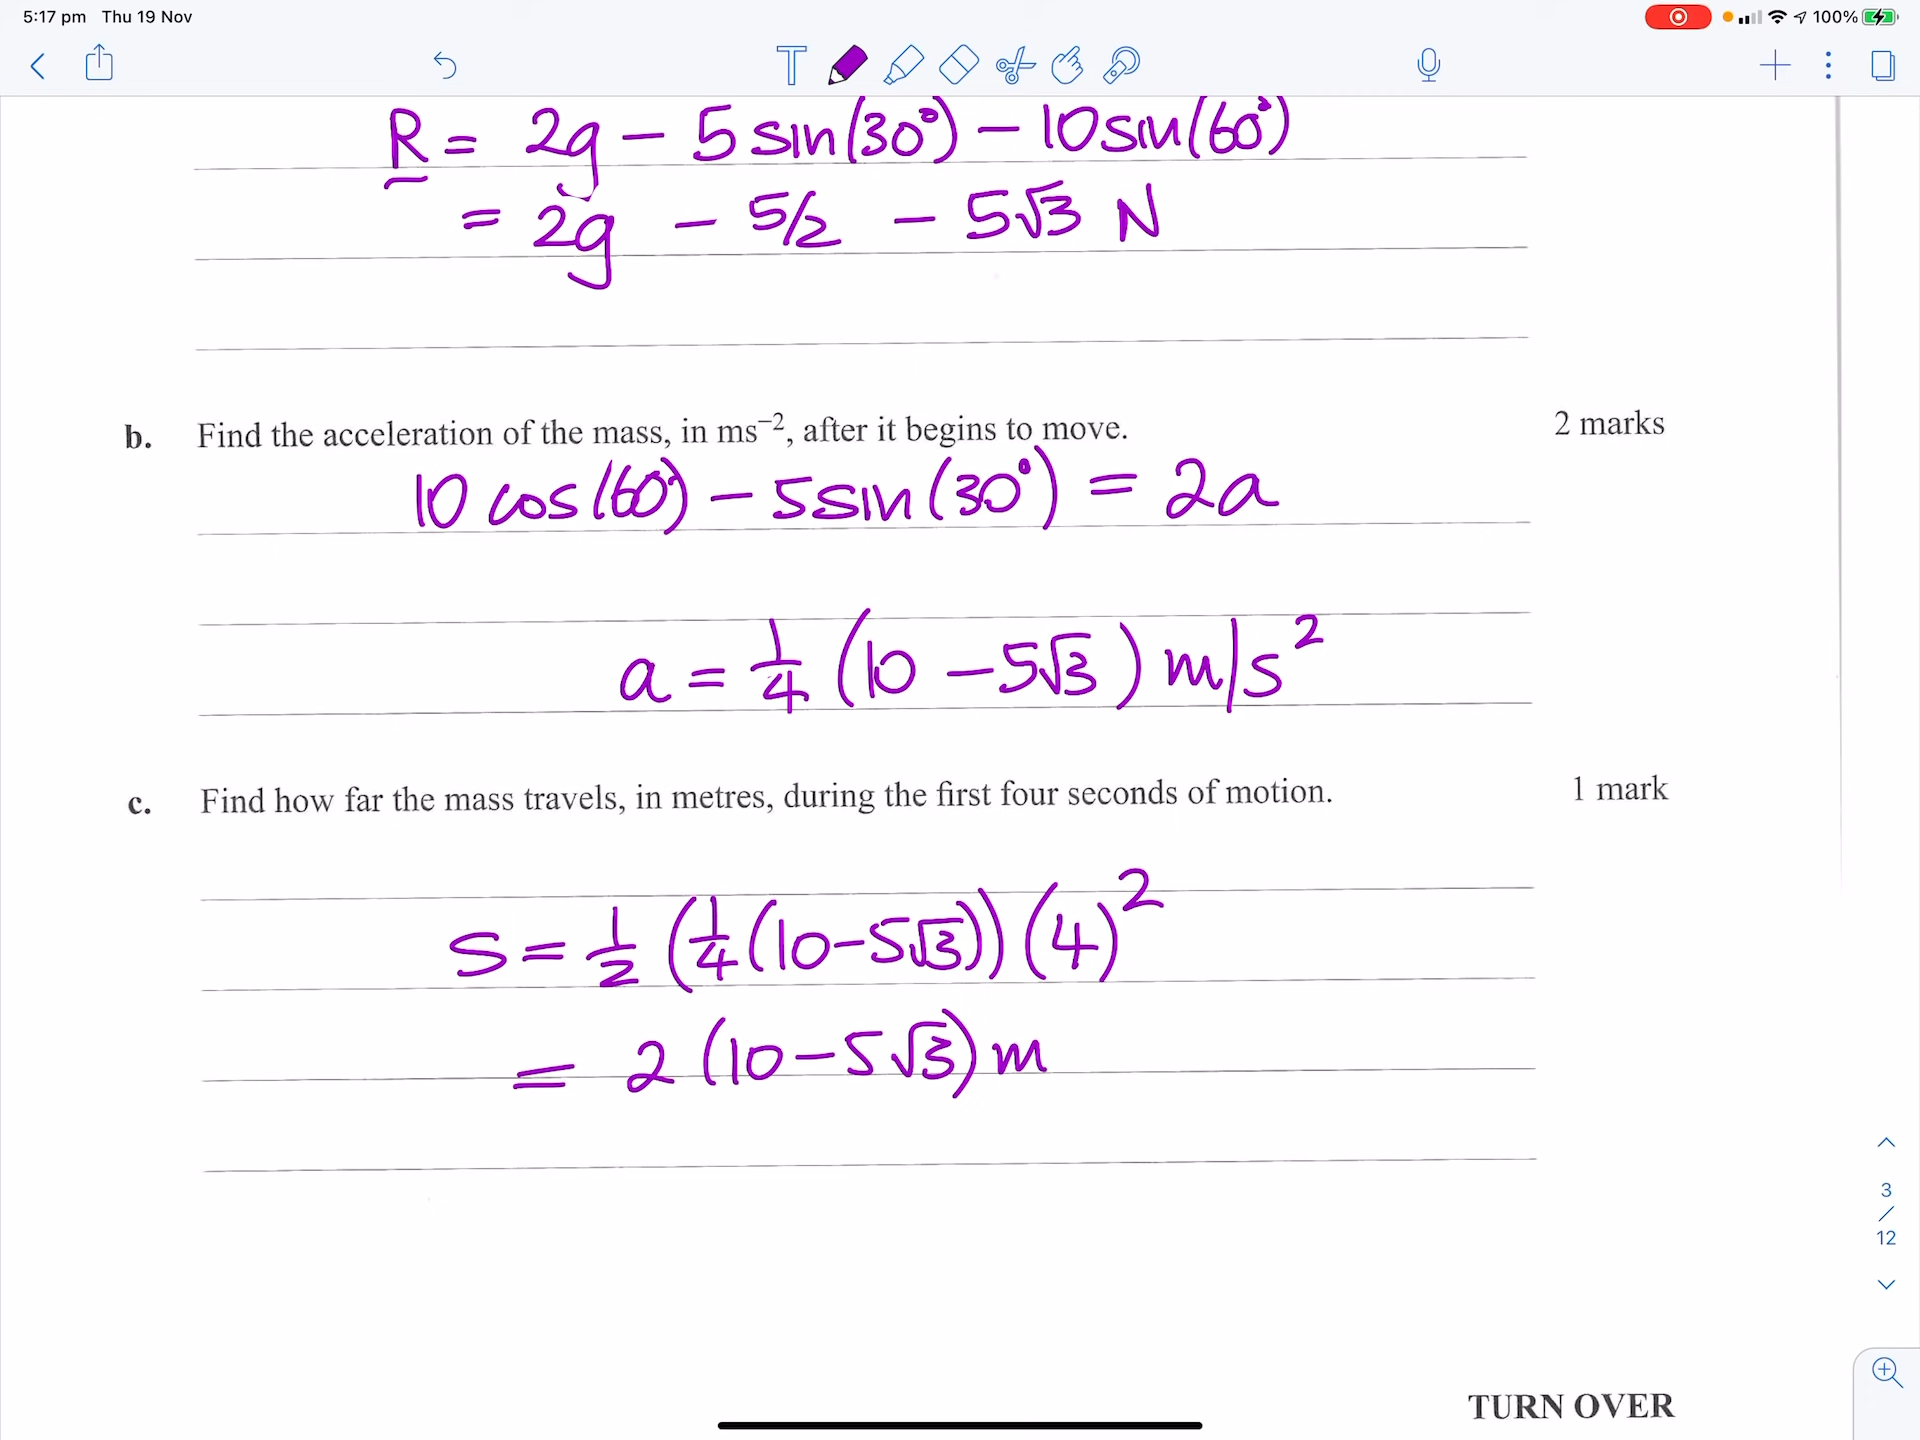 5:17 pm Thu 19 Nov 100%
T
R = 2g − 5 sin(30°) − 10 sin(60°)
= 2g − 5/2 − 5√3 N
b. Find the acceleration of the mass, in ms⁻², after it begins to move. 2 marks
10 cos(60°) − 5 sin(30°) = 2a
a = 1/4 (10 − 5√3) m/s²
c. Find how far the mass travels, in metres, during the first four seconds of motion. 1 mark
S = 1/2 (1/4 (10 − 5√3)) (4)²
= 2 (10 − 5√3) m
3
/
12
TURN OVER